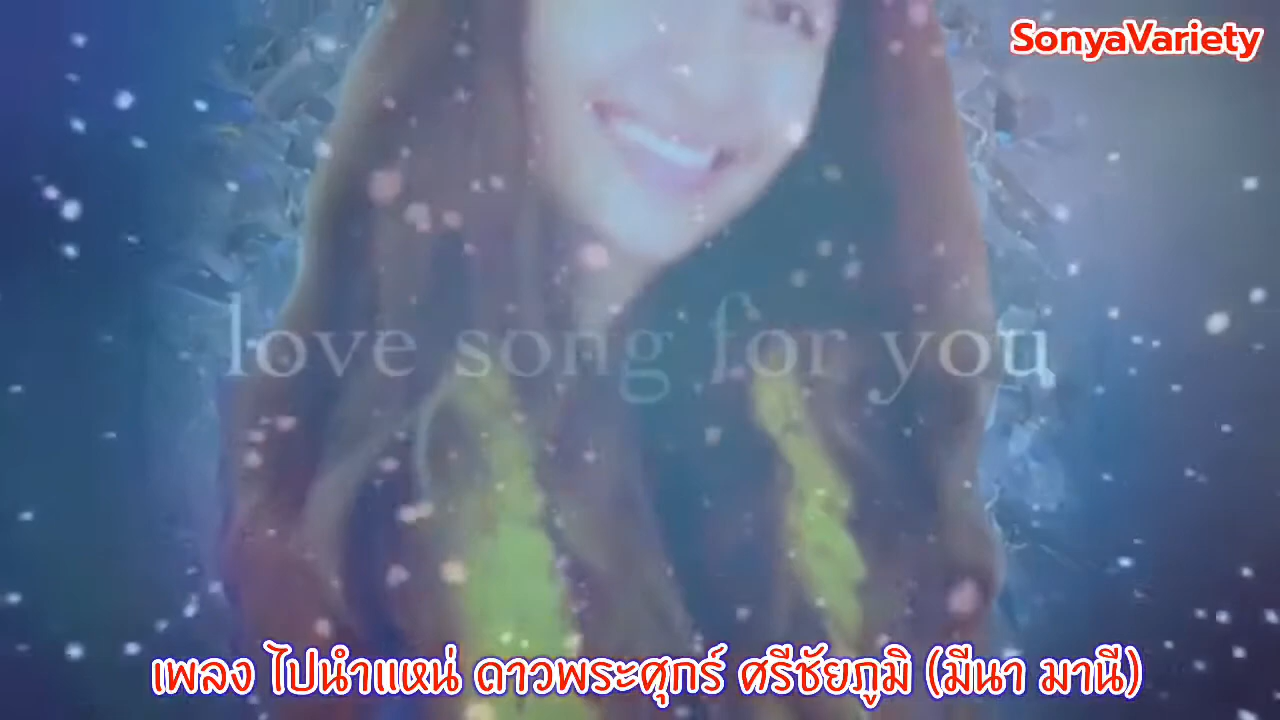 SonyaVariety
love song for you
เพลง ไปนำแหน่ ดาวพระศุกร์ ศรีชัยภูมิ (มีนา มานี)